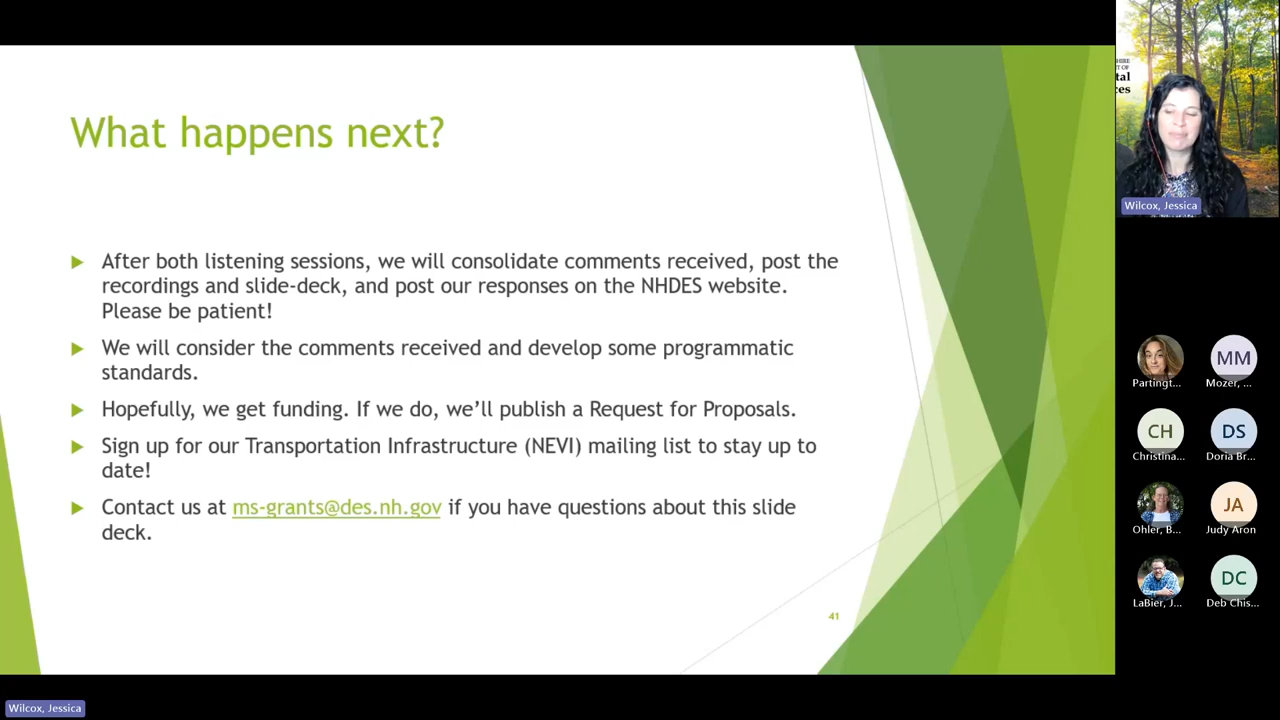 What happens next?
After both listening sessions, we will consolidate comments received, post the
recordings and slide-deck, and post our responses on the NHDES website.
Please be patient!
We will consider the comments received and develop some programmatic
standards.
Hopefully, we get funding. If we do, we’ll publish a Request for Proposals.
Sign up for our Transportation Infrastructure (NEVI) mailing list to stay up to
date!
Contact us at ms-grants@des.nh.gov if you have questions about this slide
deck.
41
HIRE
T OF
tal
ces
Wilcox, Jessica
MM
Partingt... Mozer, ...
CH DS
Christina... Doria Br...
JA
Ohler, B... Judy Aron
DC
LaBier, J... Deb Chis...
Wilcox, Jessica